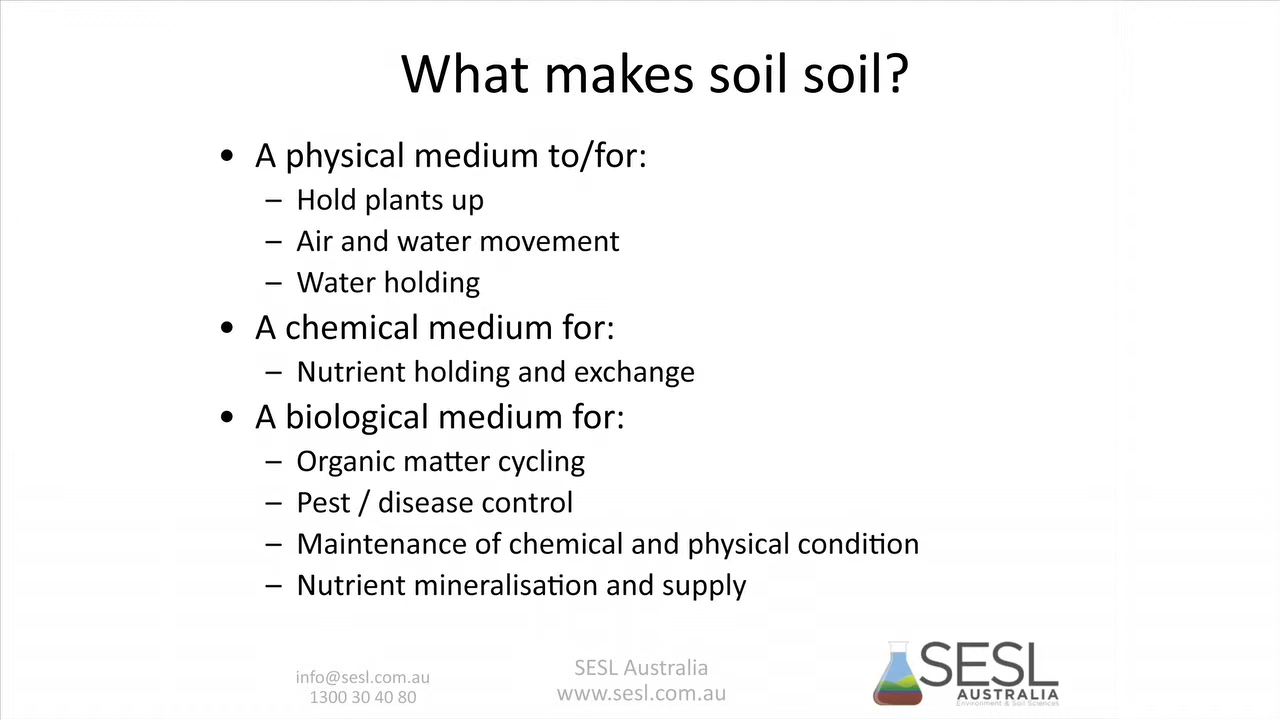 What makes soil soil?
• A physical medium to/for:
– Hold plants up
– Air and water movement
– Water holding
• A chemical medium for:
– Nutrient holding and exchange
• A biological medium for:
– Organic matter cycling
– Pest / disease control
– Maintenance of chemical and physical condition
– Nutrient mineralisation and supply
info@sesl.com.au
1300 30 40 80
SESL Australia
www.sesl.com.au
SESL
AUSTRALIA
Environment & Soil Sciences